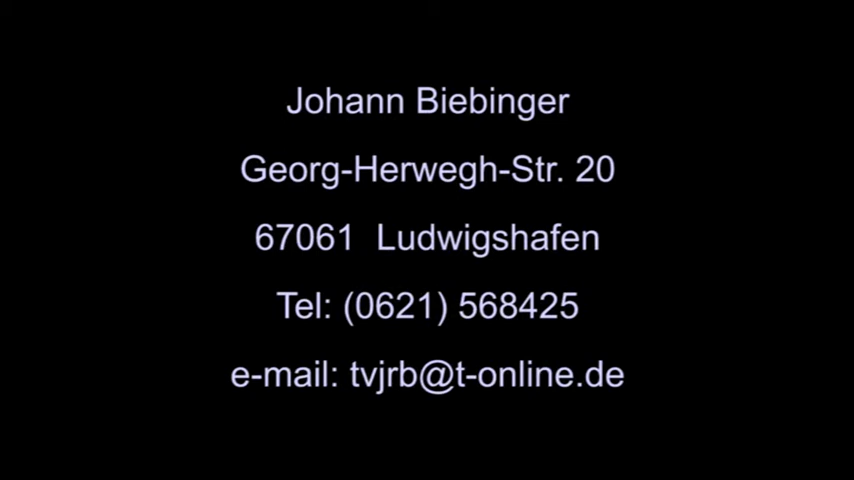 Johann Biebinger
Georg-Herwegh-Str. 20
67061  Ludwigshafen
Tel: (0621) 568425
e-mail: tvjrb@t-online.de